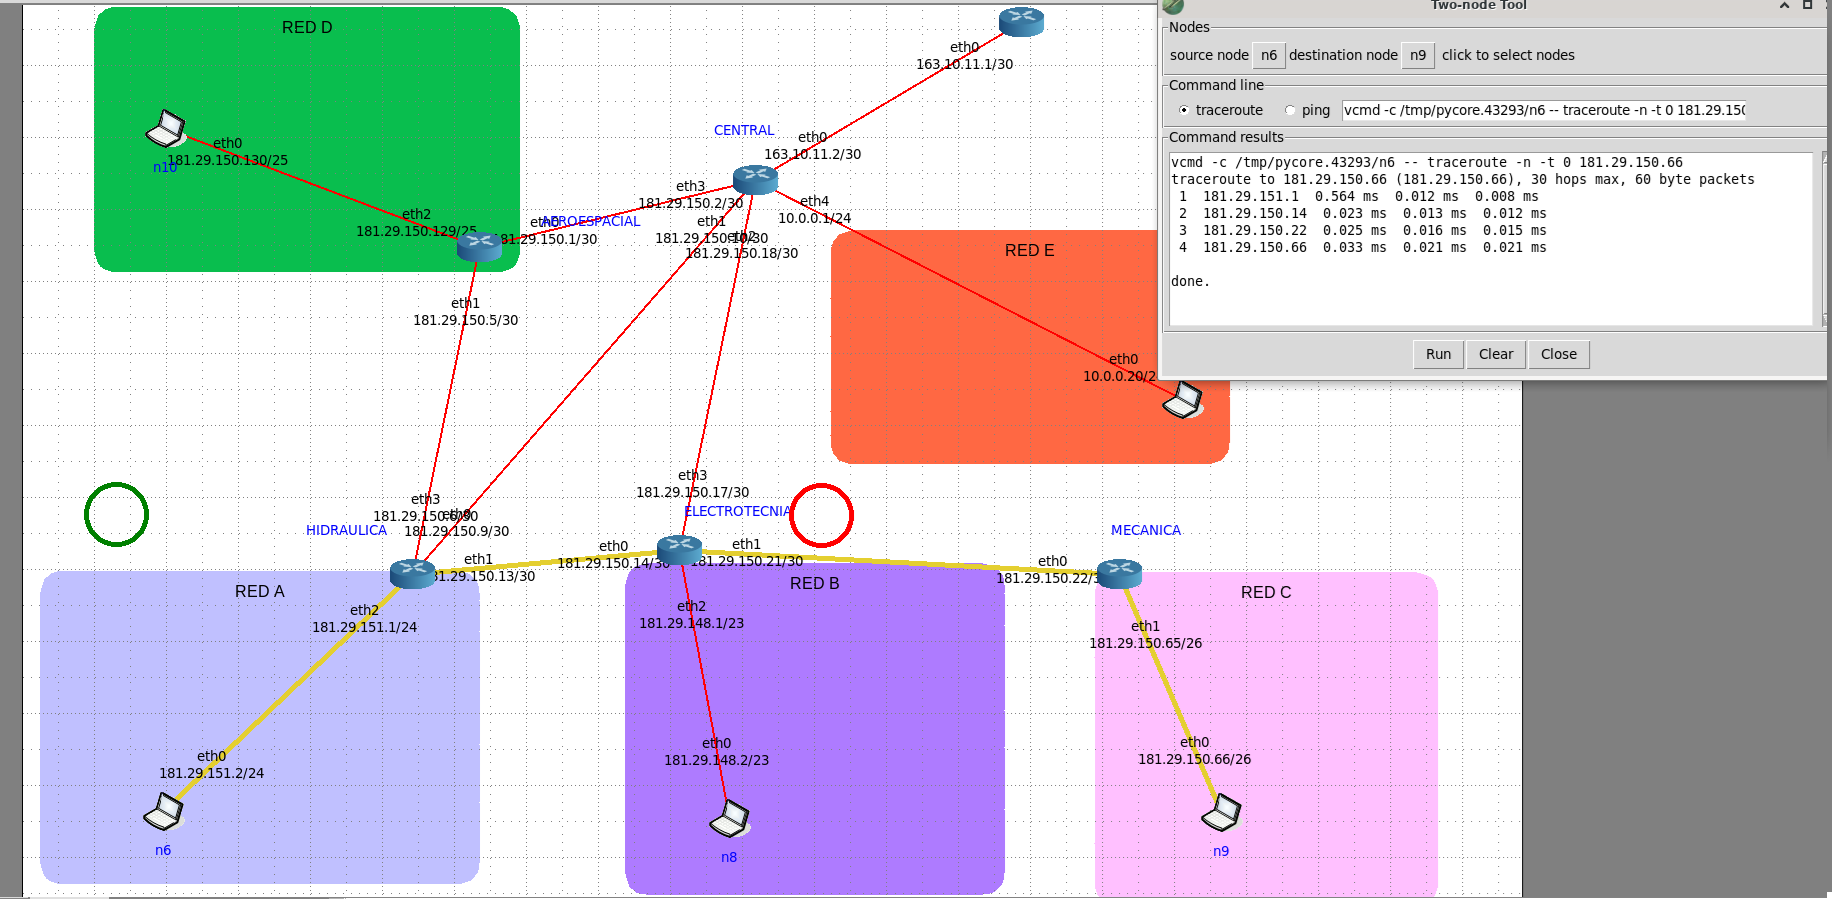 Two-node Tool
Nodes
source node n6 destination node n9 click to select nodes
Command line
traceroute ping vcmd -c /tmp/pycore.43293/n6 -- traceroute -n -t 0 181.29.150
Command results
vcmd -c /tmp/pycore.43293/n6 -- traceroute -n -t 0 181.29.150.66
traceroute to 181.29.150.66 (181.29.150.66), 30 hops max, 60 byte packets
1 181.29.151.1 0.564 ms 0.012 ms 0.008 ms
2 181.29.150.14 0.023 ms 0.013 ms 0.012 ms
3 181.29.150.22 0.025 ms 0.016 ms 0.015 ms
4 181.29.150.66 0.033 ms 0.021 ms 0.021 ms
done.
Run Clear Close
RED D
eth0
163.10.11.1/30
CENTRAL
eth0
163.10.11.2/30
eth0
181.29.150.130/25
n10
eth2
181.29.150.129/25
AEROESPACIAL
eth0
181.29.150.1/30
eth3
181.29.150.2/30
eth4
10.0.0.1/24
eth1
eth2
181.29.150.18/30
RED E
eth1
181.29.150.5/30
eth0
10.0.0.20/2
eth3
181.29.150.17/30
ELECTROTECNIA
eth3
181.29.150.9/30
HIDRAULICA
MECANICA
eth1
181.29.150.13/30
eth0
181.29.150.14/30
eth1
181.29.150.21/30
eth0
181.29.150.22/3
RED A
RED B
RED C
eth2
181.29.151.1/24
eth2
181.29.148.1/23
eth1
181.29.150.65/26
eth0
181.29.151.2/24
eth0
181.29.148.2/23
eth0
181.29.150.66/26
n6
n8
n9